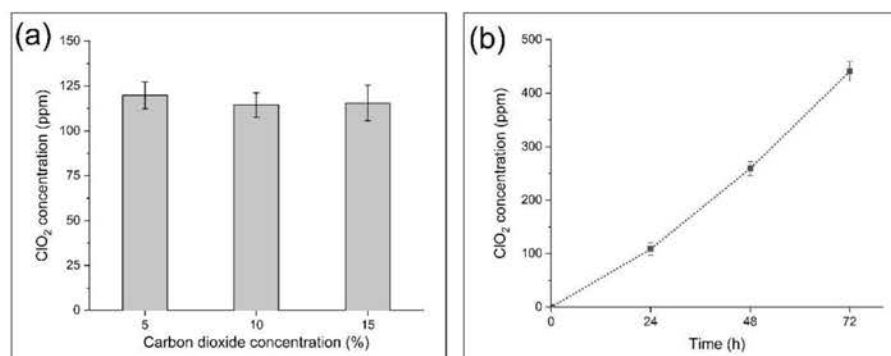 (a)
150
125
100
75
50
25
0
ClO₂ concentration (ppm)
5 10 15
Carbon dioxide concentration (%)
(b)
500
400
300
200
100
0
ClO₂ concentration (ppm)
0 24 48 72
Time (h)